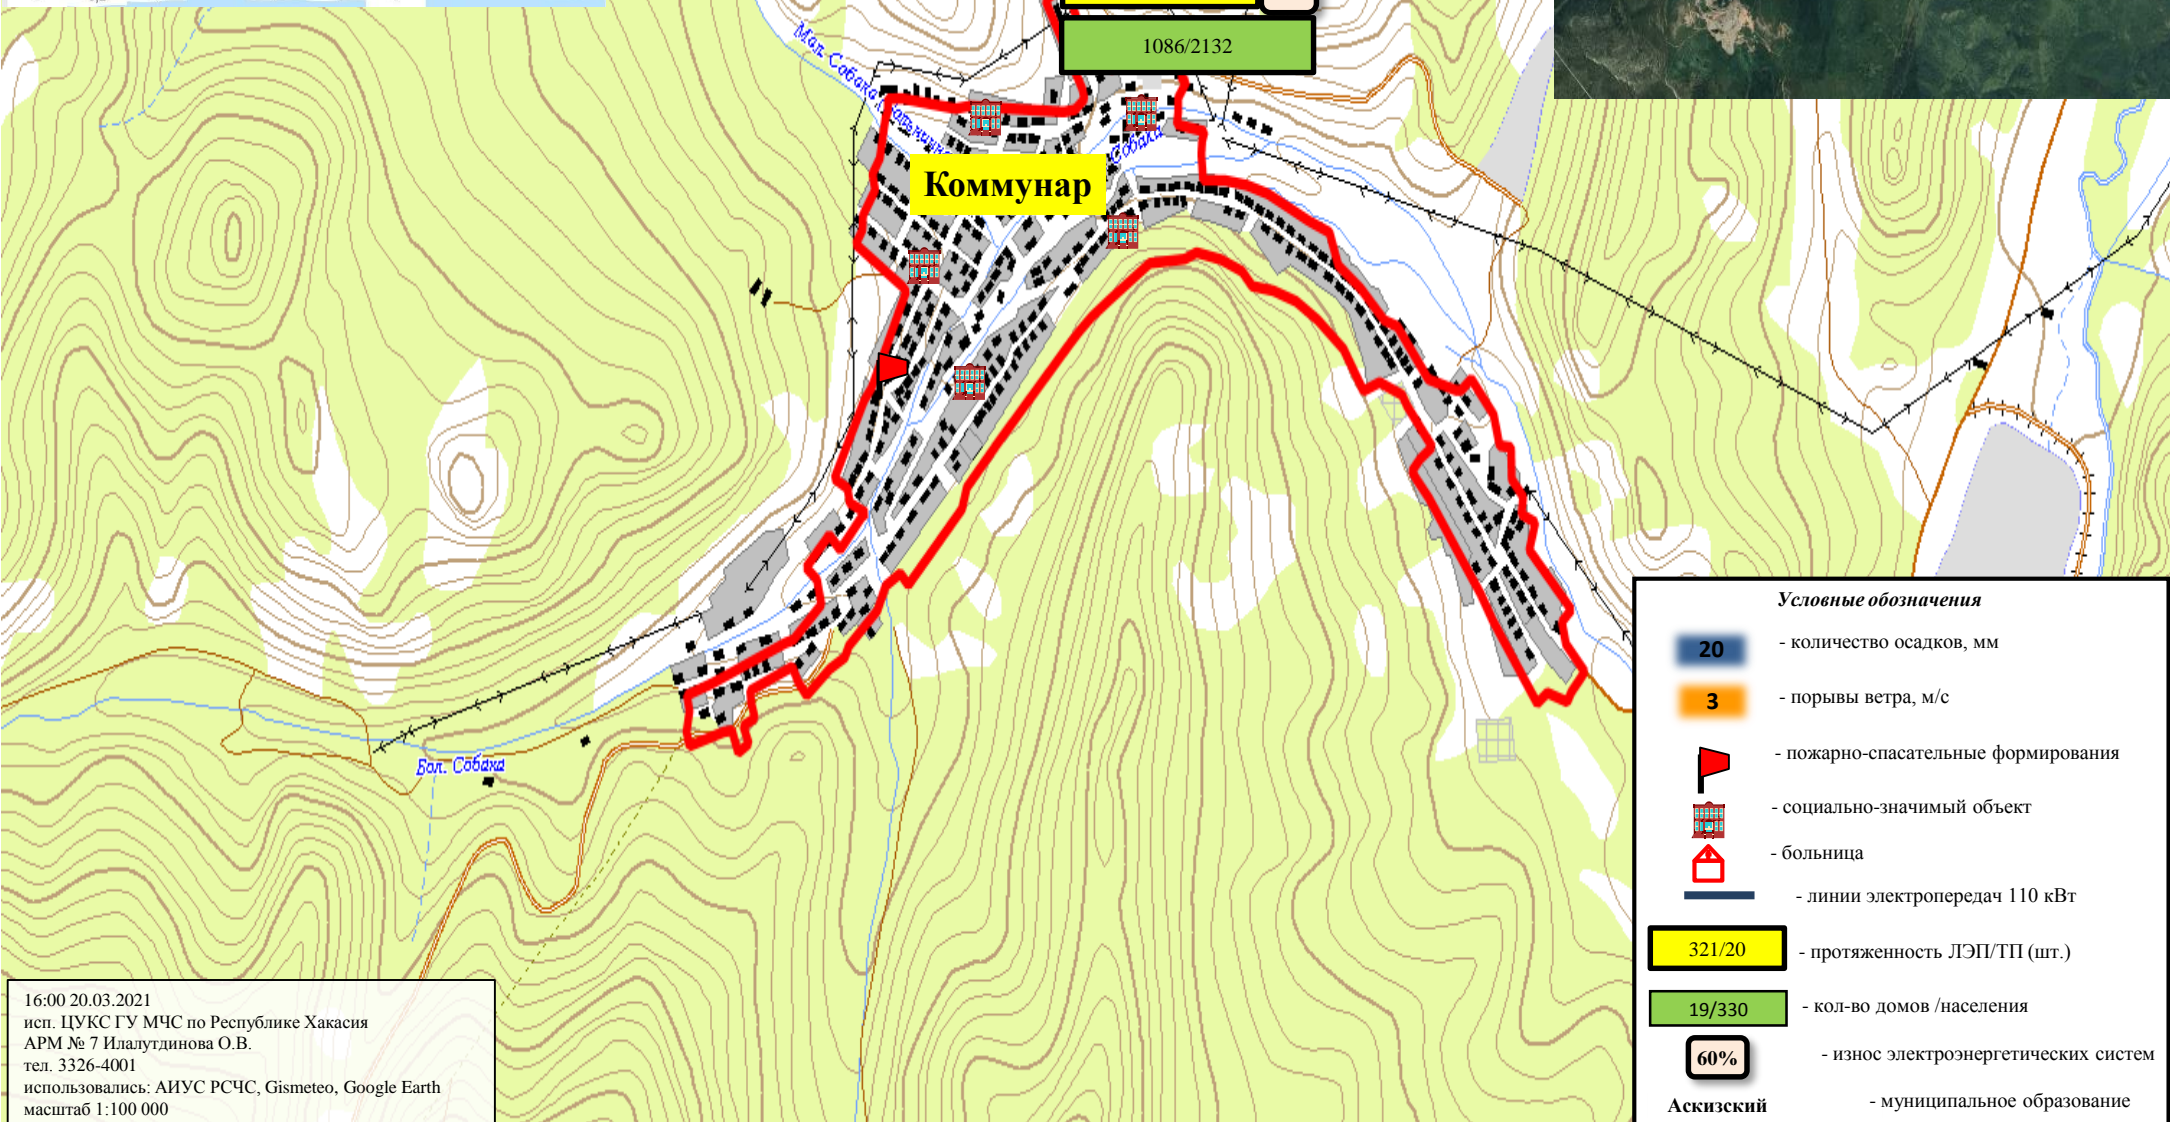 1086/2132
Мал. Собака
Собака
Коммунар
Бол. Собака
Условные обозначения
20 - количество осадков, мм
3 - порывы ветра, м/с
- пожарно-спасательные формирования
- социально-значимый объект
- больница
- линии электропередач 110 кВт
321/20 - протяженность ЛЭП/ТП (шт.)
19/330 - кол-во домов /населения
60% - износ электроэнергетических систем
Аскизский - муниципальное образование
16:00 20.03.2021
исп. ЦУКС ГУ МЧС по Республике Хакасия
АРМ № 7 Илалутдинова О.В.
тел. 3326-4001
использовались: АИУС РСЧС, Gismeteo, Google Earth
масштаб 1:100 000